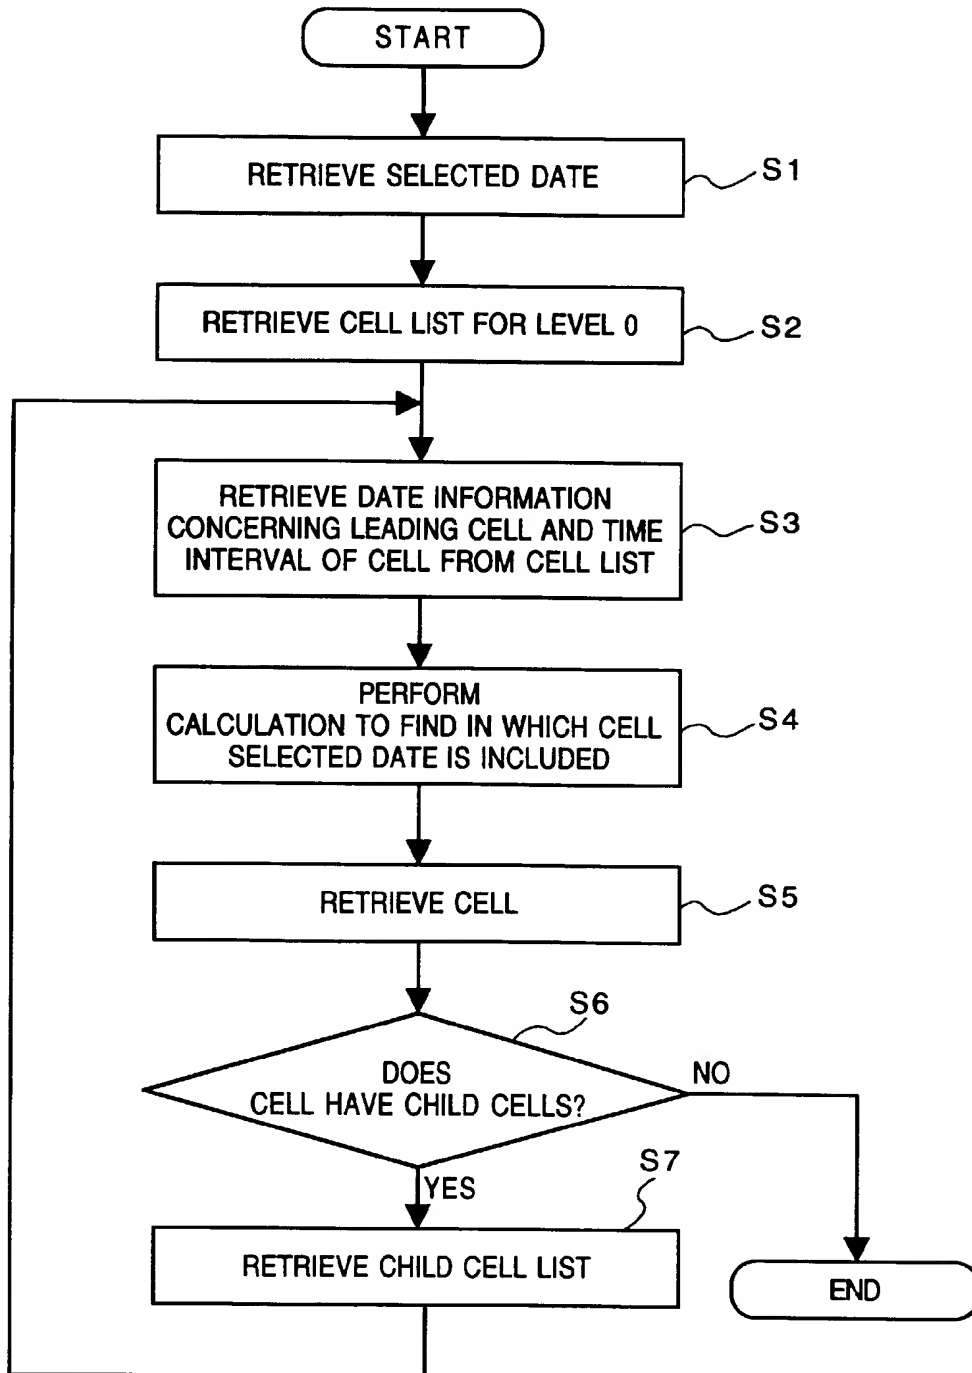 START
RETRIEVE SELECTED DATE
S1
RETRIEVE CELL LIST FOR LEVEL 0
S2
RETRIEVE DATE INFORMATION
CONCERNING LEADING CELL AND TIME
INTERVAL OF CELL FROM CELL LIST
S3
PERFORM
CALCULATION TO FIND IN WHICH CELL
SELECTED DATE IS INCLUDED
S4
RETRIEVE CELL
S5
S6
DOES
CELL HAVE CHILD CELLS?
NO
YES
S7
RETRIEVE CHILD CELL LIST
END